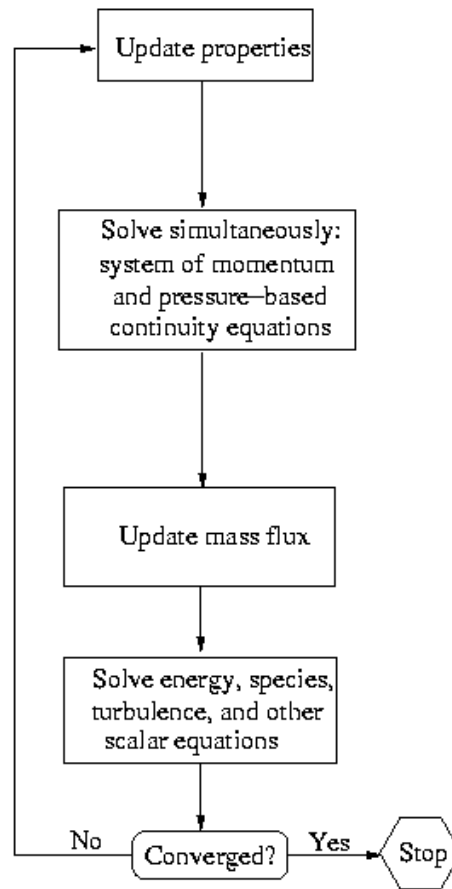 Update properties
Solve simultaneously:
system of momentum
and pressure–based
continuity equations
Update mass flux
Solve energy, species,
turbulence, and other
scalar equations
No
Converged?
Yes
Stop